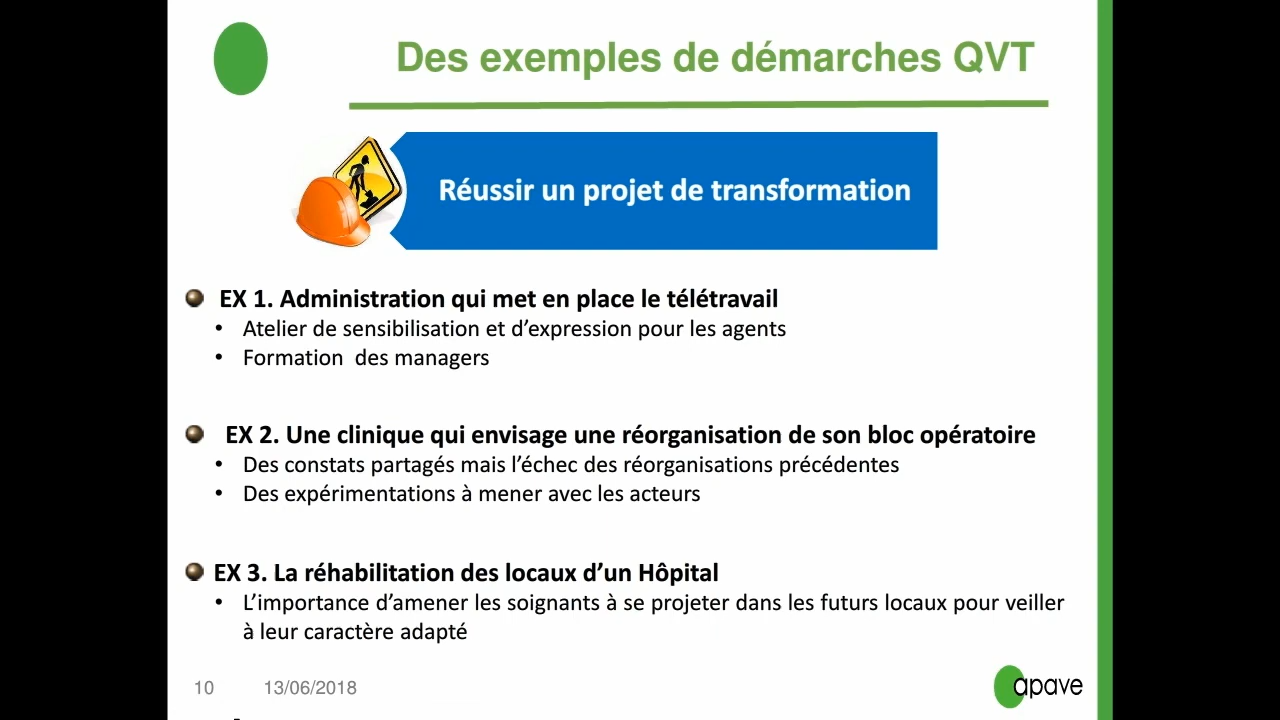 Des exemples de démarches QVT
Réussir un projet de transformation
EX 1. Administration qui met en place le télétravail
• Atelier de sensibilisation et d’expression pour les agents
• Formation  des managers
EX 2. Une clinique qui envisage une réorganisation de son bloc opératoire
• Des constats partagés mais l’échec des réorganisations précédentes
• Des expérimentations à mener avec les acteurs
EX 3. La réhabilitation des locaux d’un Hôpital
• L’importance d’amener les soignants à se projeter dans les futurs locaux pour veiller
à leur caractère adapté
10 13/06/2018
apave